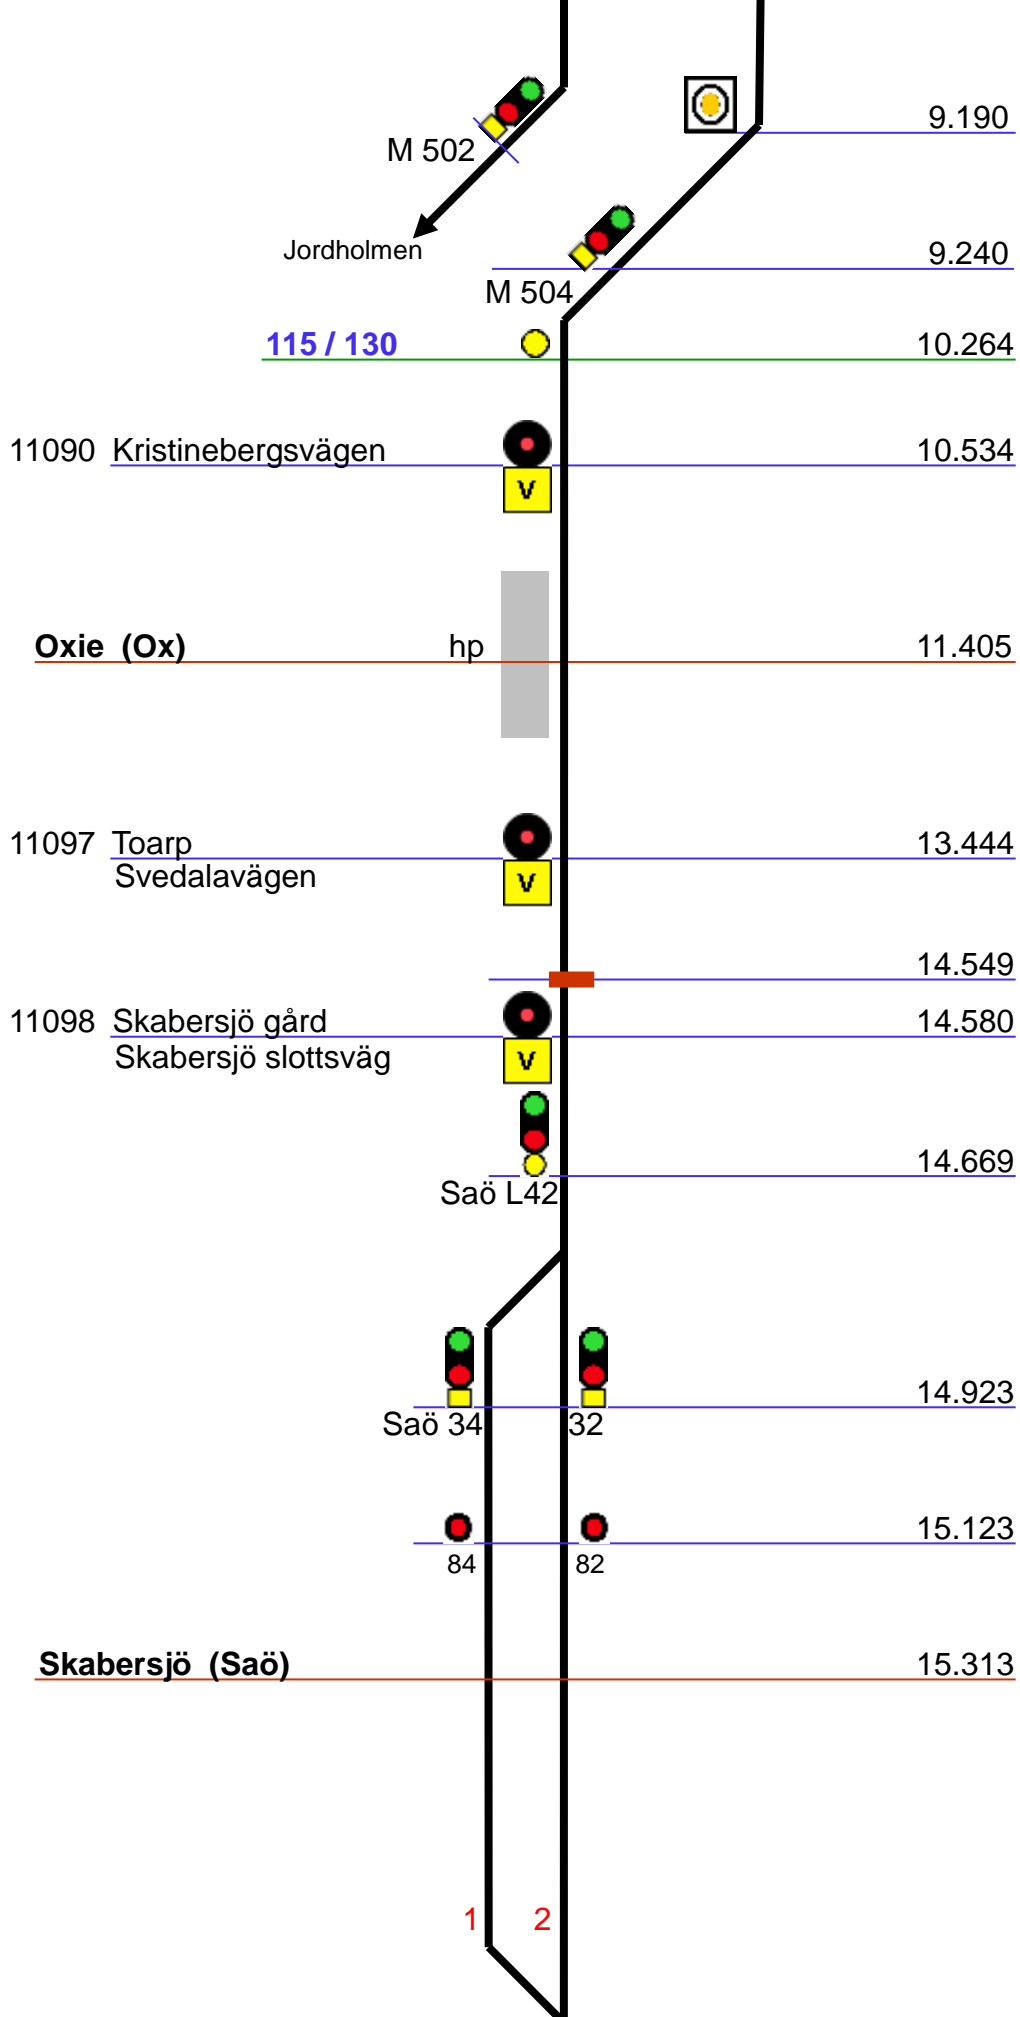 9.190
M 502
Jordholmen
9.240
M 504
115 / 130
10.264
11090 Kristinebergsvägen
10.534
V
Oxie (Ox)
hp
11.405
11097 Toarp
13.444
Svedalavägen
V
14.549
11098 Skabersjö gård
14.580
Skabersjö slottsväg
V
14.669
Saö L42
14.923
Saö 34
32
15.123
84
82
Skabersjö (Saö)
15.313
1
2